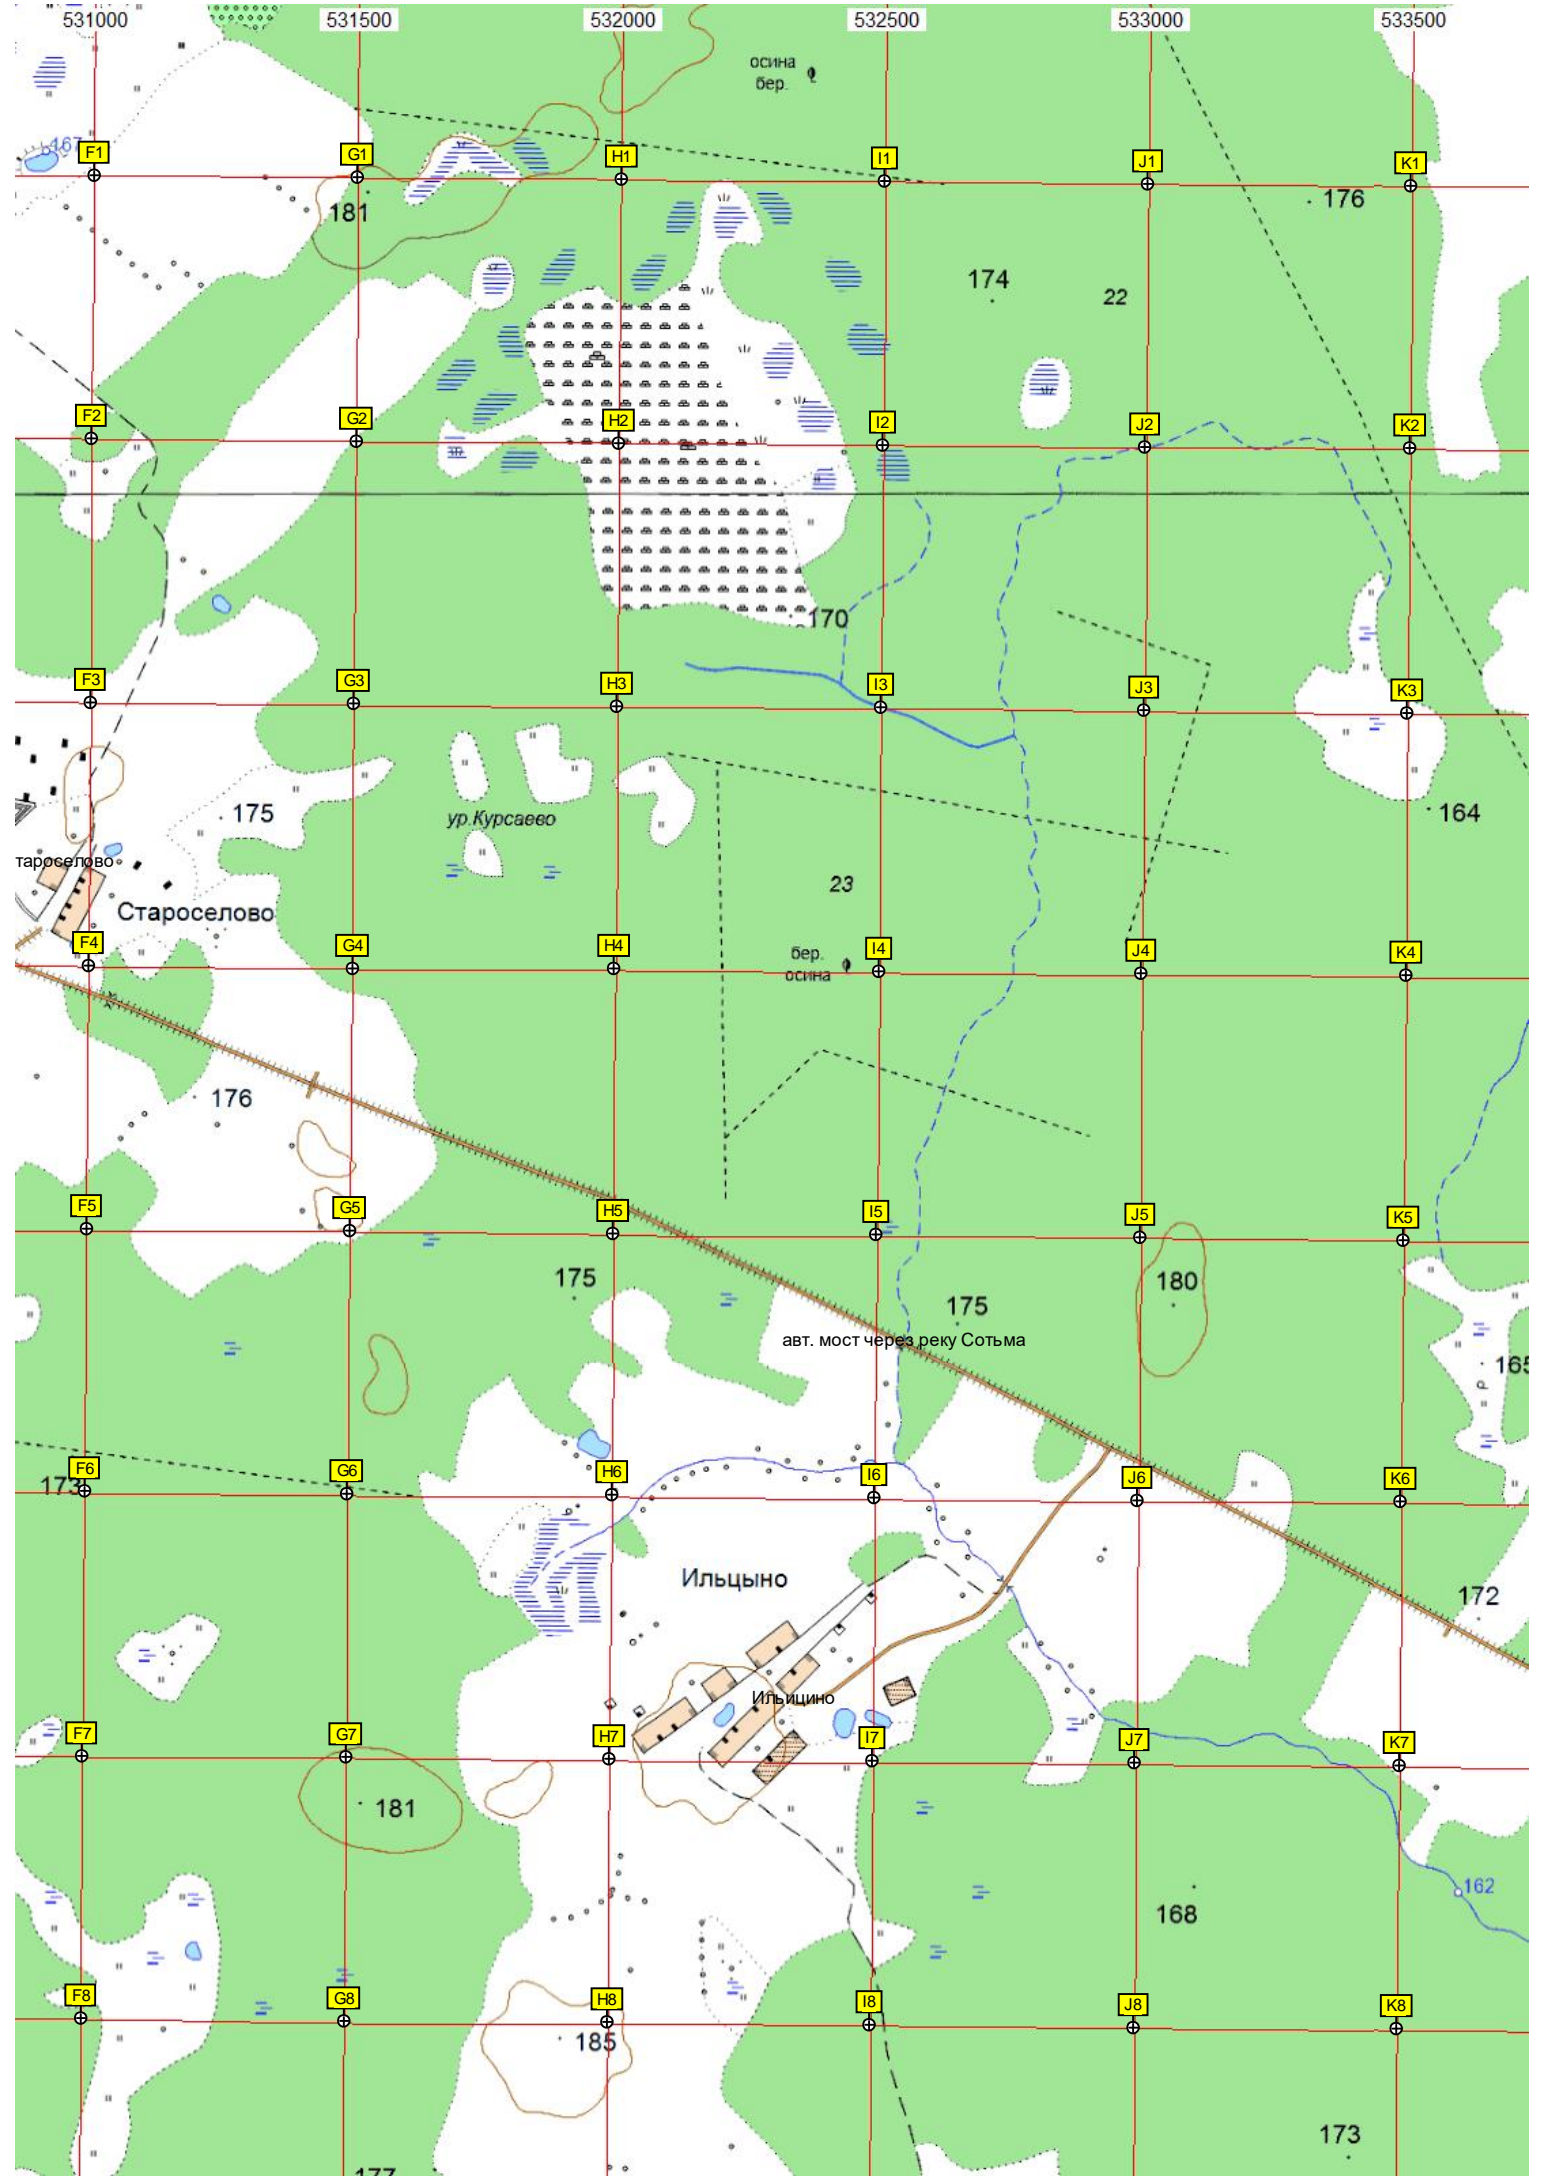 531000 531500 532000 532500 533000 533500
осина
бер.
167
F1 G1 H1 I1 J1 K1
181
176
174
22
F2 G2 H2 I2 J2 K2
170
F3 G3 H3 I3 J3 K3
175
ур.Курсаево
164
тароселово
23
Староселово
F4 G4 H4 I4 J4 K4
бер.
осина
176
F5 G5 H5 I5 J5 K5
175
180
175
авт. мост через реку Сотьма
165
F6 G6 H6 I6 J6 K6
173
Ильцыно
172
Ильицино
F7 G7 H7 I7 J7 K7
181
162
168
F8 G8 H8 I8 J8 K8
185
173
177